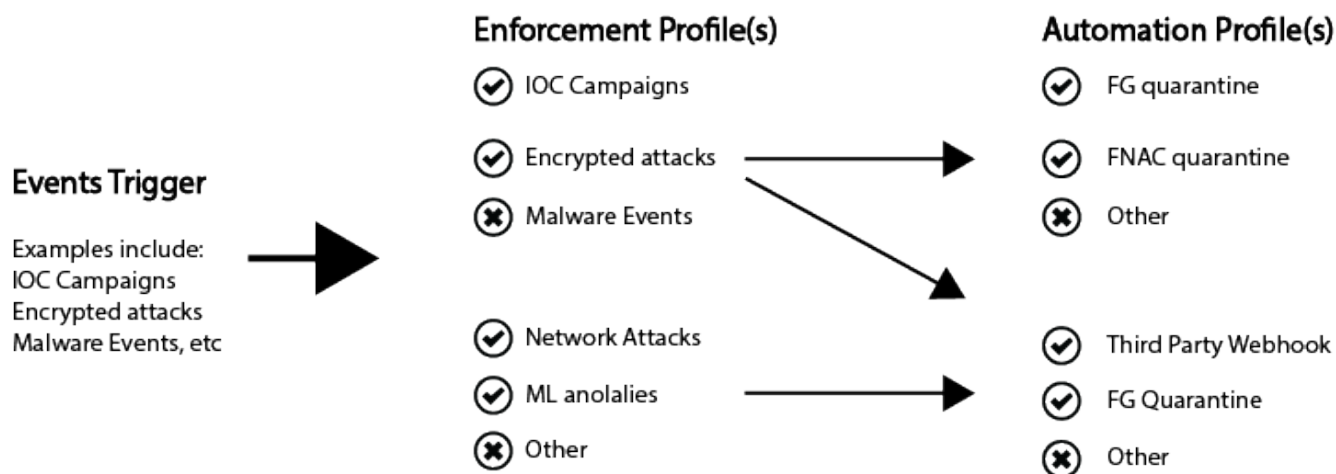 Events Trigger
Examples include:
IOC Campaigns
Encrypted attacks
Malware Events, etc
Enforcement Profile(s)
IOC Campaigns
Encrypted attacks
Malware Events
Network Attacks
ML anolalies
Other
Automation Profile(s)
FG quarantine
FNAC quarantine
Other
Third Party Webhook
FG Quarantine
Other